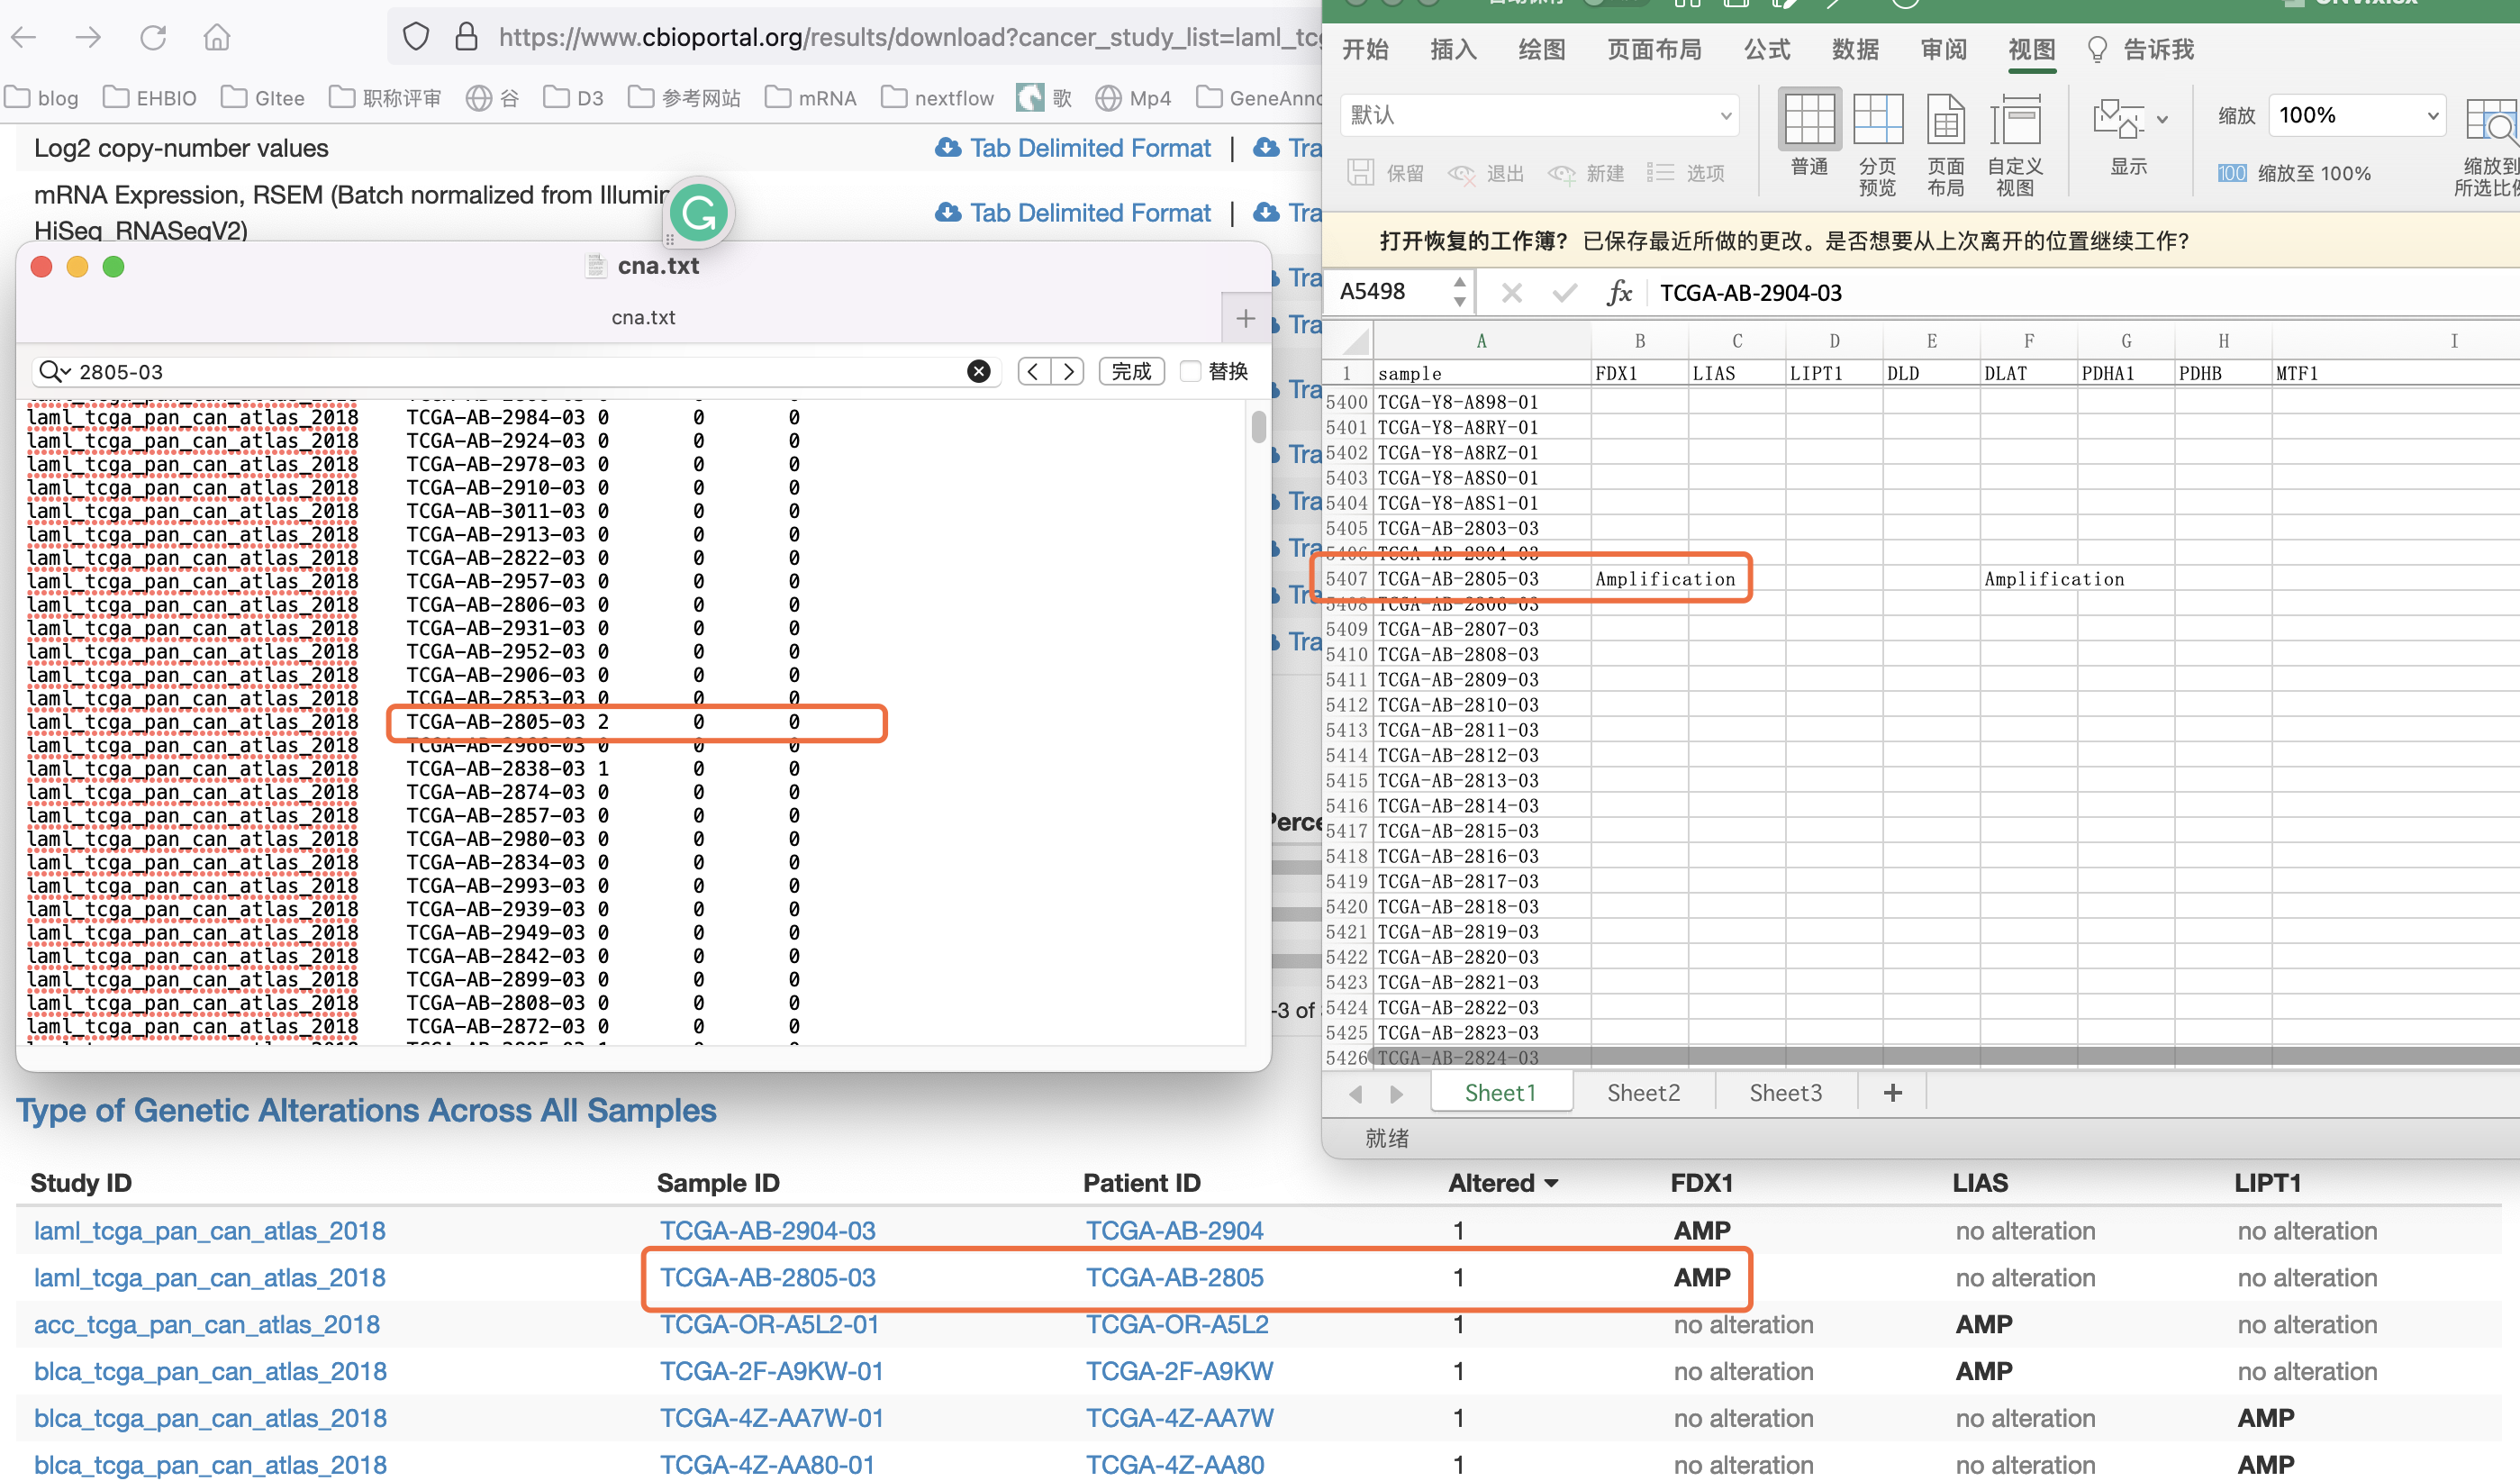 https://www.cbioportal.org/results/download?cancer_study_list=laml_tcg
blog EHBIO GItee 职称评审 谷 D3 参考网站 mRNA nextflow 歌 Mp4 GeneAnno
Log2 copy-number values Tab Delimited Format | Tra
mRNA Expression, RSEM (Batch normalized from Illumin
HiSeq_RNASeqV2) Tab Delimited Format | Tra
cna.txt
cna.txt
2805-03 完成 替换
laml_tcga_pan_can_atlas_2018 TCGA-AB-2984-03 0 0 0
laml_tcga_pan_can_atlas_2018 TCGA-AB-2924-03 0 0 0
laml_tcga_pan_can_atlas_2018 TCGA-AB-2978-03 0 0 0
laml_tcga_pan_can_atlas_2018 TCGA-AB-2910-03 0 0 0
laml_tcga_pan_can_atlas_2018 TCGA-AB-3011-03 0 0 0
laml_tcga_pan_can_atlas_2018 TCGA-AB-2913-03 0 0 0
laml_tcga_pan_can_atlas_2018 TCGA-AB-2822-03 0 0 0
laml_tcga_pan_can_atlas_2018 TCGA-AB-2957-03 0 0 0
laml_tcga_pan_can_atlas_2018 TCGA-AB-2806-03 0 0 0
laml_tcga_pan_can_atlas_2018 TCGA-AB-2931-03 0 0 0
laml_tcga_pan_can_atlas_2018 TCGA-AB-2952-03 0 0 0
laml_tcga_pan_can_atlas_2018 TCGA-AB-2906-03 0 0 0
laml_tcga_pan_can_atlas_2018 TCGA-AB-2853-03 0 0 0
laml_tcga_pan_can_atlas_2018 TCGA-AB-2805-03 2 0 0
laml_tcga_pan_can_atlas_2018 TCGA-AB-2966-03 0 0 0
laml_tcga_pan_can_atlas_2018 TCGA-AB-2838-03 1 0 0
laml_tcga_pan_can_atlas_2018 TCGA-AB-2874-03 0 0 0
laml_tcga_pan_can_atlas_2018 TCGA-AB-2857-03 0 0 0
laml_tcga_pan_can_atlas_2018 TCGA-AB-2980-03 0 0 0
laml_tcga_pan_can_atlas_2018 TCGA-AB-2834-03 0 0 0
laml_tcga_pan_can_atlas_2018 TCGA-AB-2993-03 0 0 0
laml_tcga_pan_can_atlas_2018 TCGA-AB-2939-03 0 0 0
laml_tcga_pan_can_atlas_2018 TCGA-AB-2949-03 0 0 0
laml_tcga_pan_can_atlas_2018 TCGA-AB-2842-03 0 0 0
laml_tcga_pan_can_atlas_2018 TCGA-AB-2899-03 0 0 0
laml_tcga_pan_can_atlas_2018 TCGA-AB-2808-03 0 0 0
laml_tcga_pan_can_atlas_2018 TCGA-AB-2872-03 0 0 0
Tra
Tra
Tra
Tra
Tra
Tra
Tra
Tra
Perce
-3 of
开始 插入 绘图 页面布局 公式 数据 审阅 视图 告诉我
默认
保留 退出 新建 选项
普通 分页 预览 页面 布局 自定义 视图 显示
缩放 100%
100 缩放至 100%
缩放到
所选比例
打开恢复的工作簿? 已保存最近所做的更改。是否想要从上次离开的位置继续工作?
A5498 fx TCGA-AB-2904-03
A B C D E F G H I
1 sample FDX1 LIAS LIPT1 DLD DLAT PDHA1 PDHB MTF1
5400 TCGA-Y8-A898-01
5401 TCGA-Y8-A8RY-01
5402 TCGA-Y8-A8RZ-01
5403 TCGA-Y8-A8S0-01
5404 TCGA-Y8-A8S1-01
5405 TCGA-AB-2803-03
5406 TCGA-AB-2804-03
5407 TCGA-AB-2805-03 Amplification Amplification
5408 TCGA-AB-2806-03
5409 TCGA-AB-2807-03
5410 TCGA-AB-2808-03
5411 TCGA-AB-2809-03
5412 TCGA-AB-2810-03
5413 TCGA-AB-2811-03
5414 TCGA-AB-2812-03
5415 TCGA-AB-2813-03
5416 TCGA-AB-2814-03
5417 TCGA-AB-2815-03
5418 TCGA-AB-2816-03
5419 TCGA-AB-2817-03
5420 TCGA-AB-2818-03
5421 TCGA-AB-2819-03
5422 TCGA-AB-2820-03
5423 TCGA-AB-2821-03
5424 TCGA-AB-2822-03
5425 TCGA-AB-2823-03
5426 TCGA-AB-2824-03
Sheet1 Sheet2 Sheet3 +
就绪
Type of Genetic Alterations Across All Samples
Study ID Sample ID Patient ID Altered FDX1 LIAS LIPT1
laml_tcga_pan_can_atlas_2018 TCGA-AB-2904-03 TCGA-AB-2904 1 AMP no alteration no alteration
laml_tcga_pan_can_atlas_2018 TCGA-AB-2805-03 TCGA-AB-2805 1 AMP no alteration no alteration
acc_tcga_pan_can_atlas_2018 TCGA-OR-A5L2-01 TCGA-OR-A5L2 1 no alteration AMP no alteration
blca_tcga_pan_can_atlas_2018 TCGA-2F-A9KW-01 TCGA-2F-A9KW 1 no alteration AMP no alteration
blca_tcga_pan_can_atlas_2018 TCGA-4Z-AA7W-01 TCGA-4Z-AA7W 1 no alteration no alteration AMP
blca_tcga_pan_can_atlas_2018 TCGA-4Z-AA80-01 TCGA-4Z-AA80 1 no alteration no alteration AMP